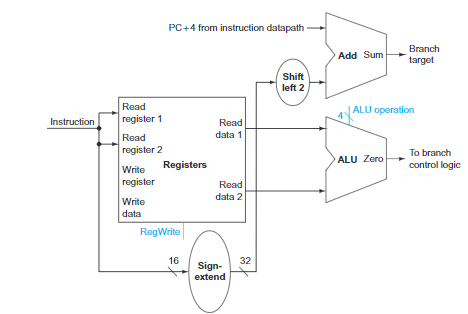 PC+4 from instruction datapath
Add Sum
Branch
target
Shift
left 2
4
ALU operation
Read
register 1
Instruction
Read
data 1
Read
register 2
ALU Zero
To branch
control logic
Registers
Write
register
Read
data 2
Write
data
RegWrite
16
Sign-
extend
32